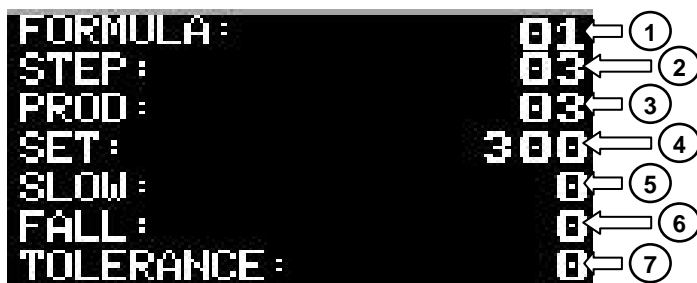 FORMULA: 01 1
STEP: 03 2
PROD: 03 3
SET: 300 4
SLOW: 0 5
FALL: 0 6
TOLERANCE: 0 7